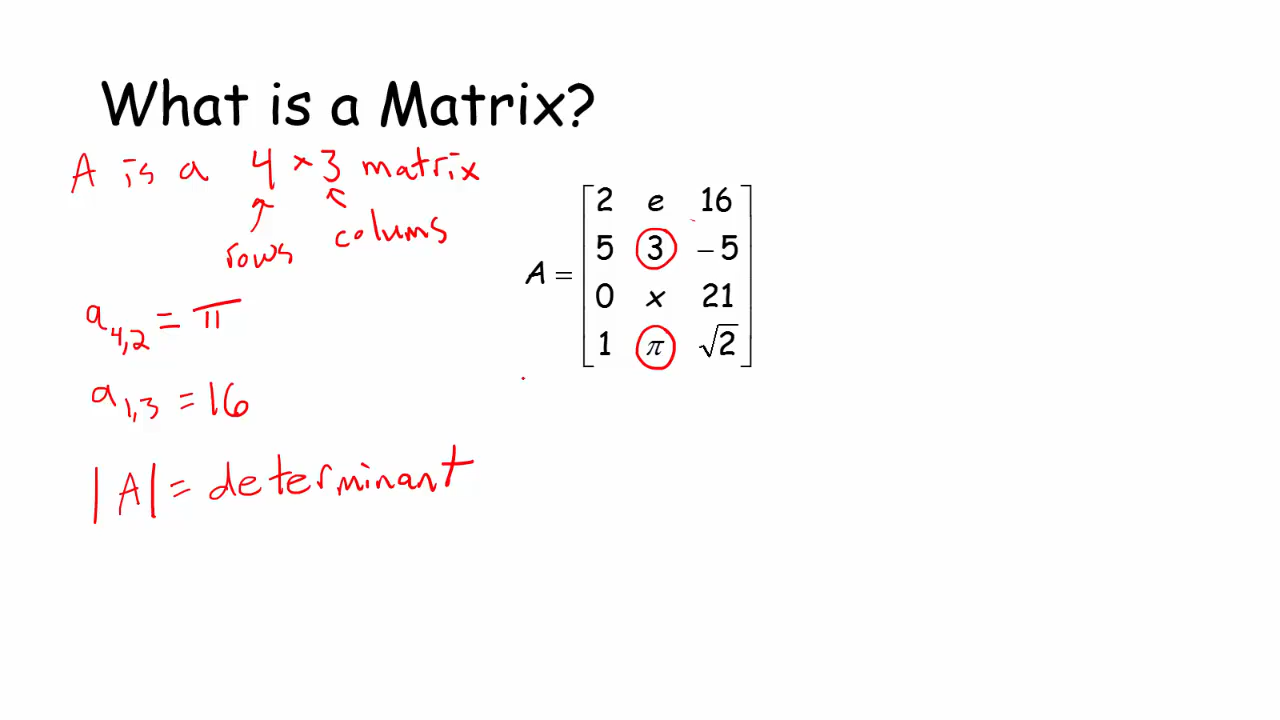 What is a Matrix?
A is a 4 × 3 matrix
rows colums
A = [2 e 16
5 3 -5
0 x 21
1 π √2]
a4,2 = π
a1,3 = 16
|A| = determinant